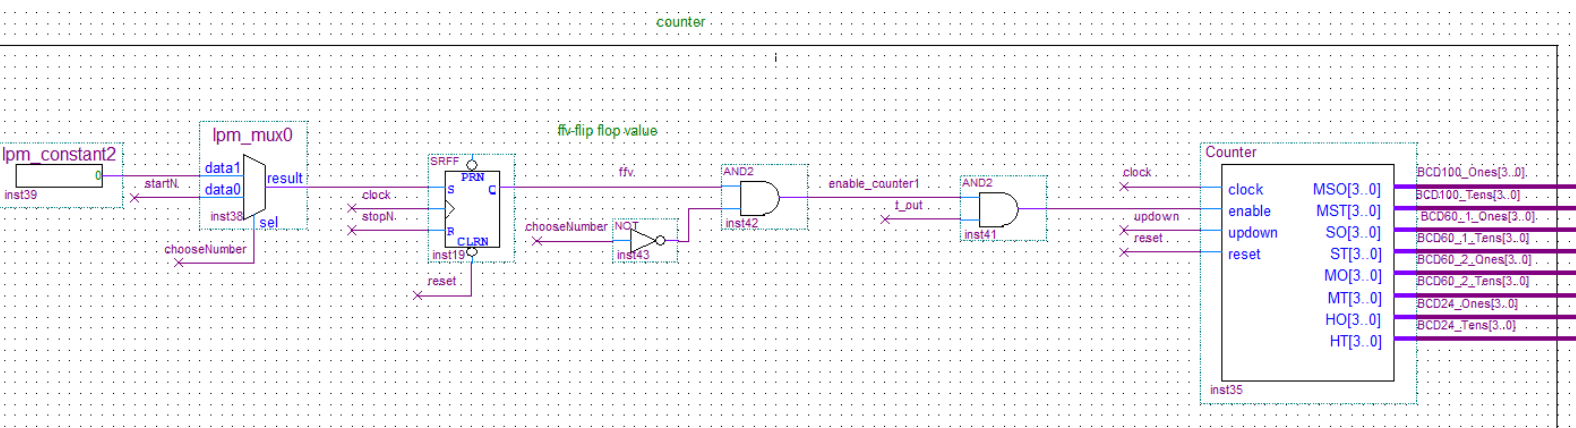 counter
i
ffv-flip flop value
lpm_constant2
0
inst39
lpm_mux0
data1
data0
result
inst38
sel
startN
chooseNumber
SRFF
PRN
S
Q
R
CLRN
inst19
clock
stopN
reset
ffv
chooseNumber
NOT
inst43
AND2
inst42
enable_counter1
t_out
AND2
inst41
clock
updown
reset
Counter
clock
enable
updown
reset
MSO[3..0]
MST[3..0]
SO[3..0]
ST[3..0]
MO[3..0]
MT[3..0]
HO[3..0]
HT[3..0]
inst35
BCD100_Ones[3..0]
BCD100_Tens[3..0]
BCD60_1_Ones[3..0]
BCD60_1_Tens[3..0]
BCD60_2_Ones[3..0]
BCD60_2_Tens[3..0]
BCD24_Ones[3..0]
BCD24_Tens[3..0]